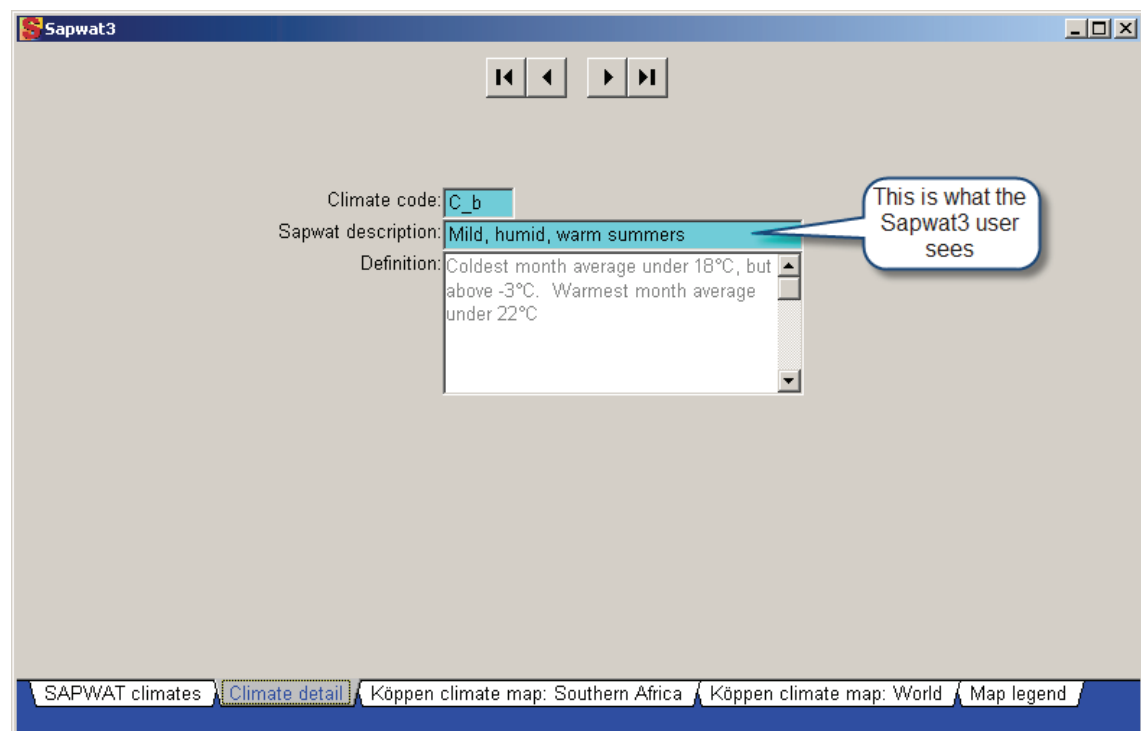 Sapwat3
Climate code: C_b
Sapwat description: Mild, humid, warm summers
Definition: Coldest month average under 18°C, but
above -3°C. Warmest month average
under 22°C
This is what the
Sapwat3 user
sees
SAPWAT climates Climate detail Köppen climate map: Southern Africa Köppen climate map: World Map legend